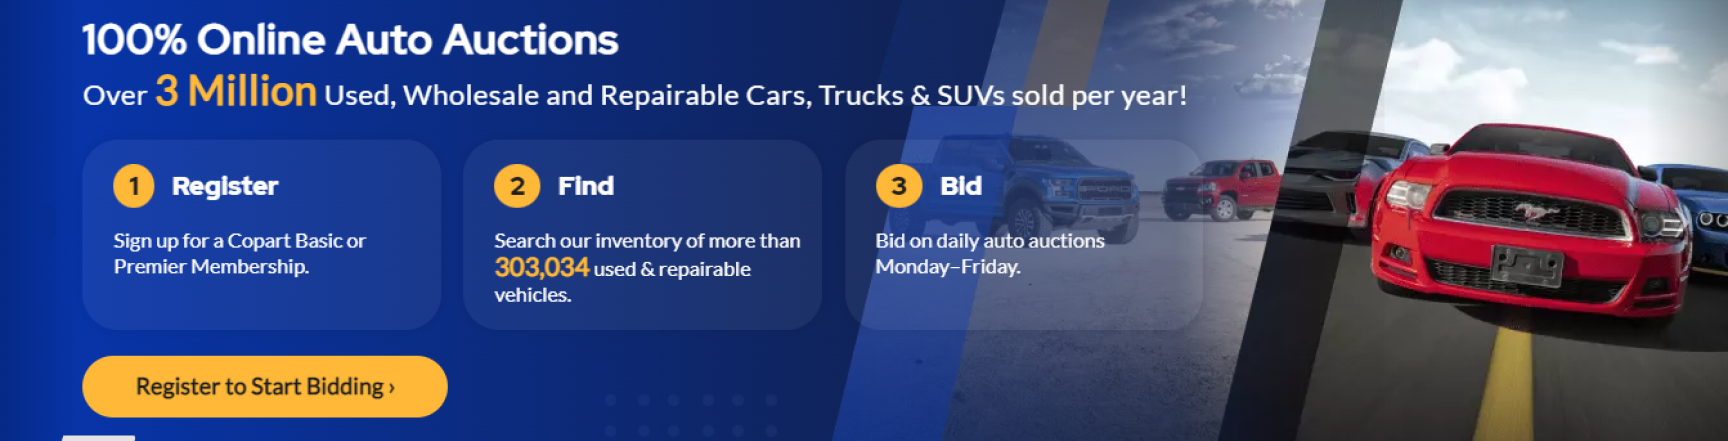 100% Online Auto Auctions
Over 3 Million Used, Wholesale and Repairable Cars, Trucks & SUVs sold per year!
1 Register
Sign up for a Copart Basic or
Premier Membership.
2 Find
Search our inventory of more than
303,034 used & repairable
vehicles.
3 Bid
Bid on daily auto auctions
Monday–Friday.
FORD
Register to Start Bidding ›